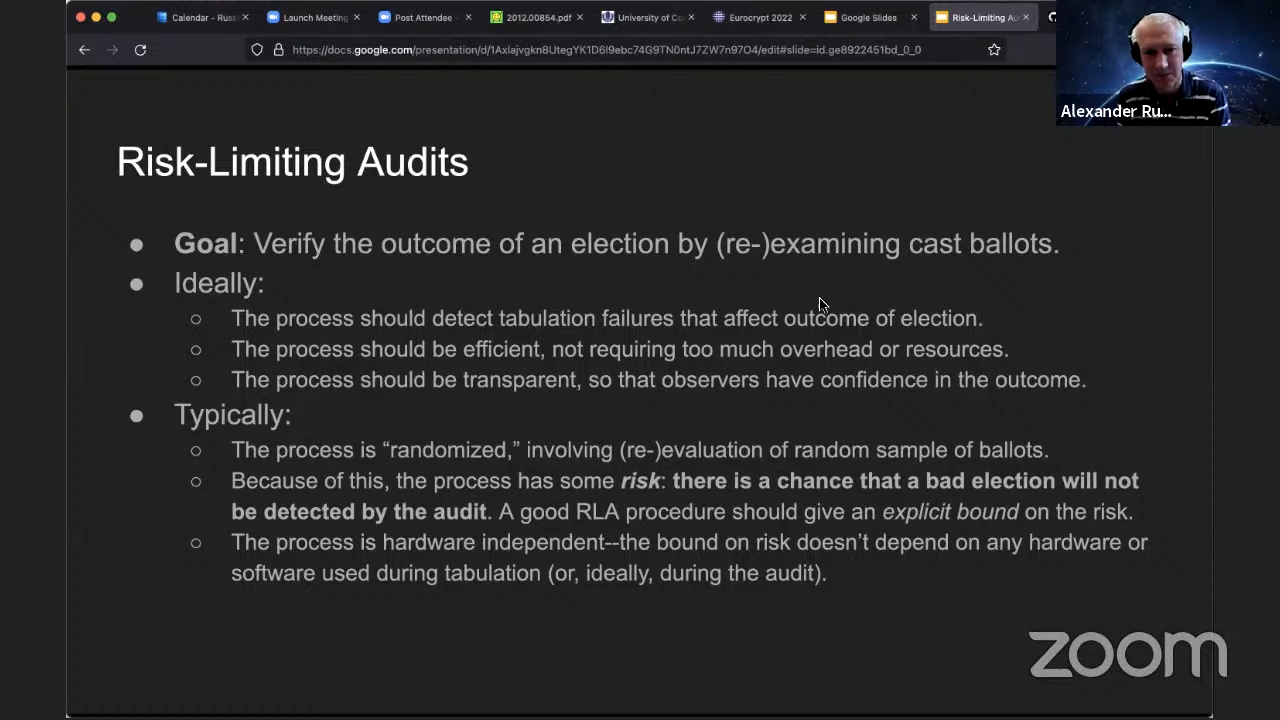 Calendar - Russ
Launch Meeting
Post Attendee -
2012.00854.pdf
University of Co
Eurocrypt 2022
Google Slides
Risk-Limiting Au
https://docs.google.com/presentation/d/1AxIajvgkn8UtegYK1D6I9ebc74G9TN0ntJ7ZW7n97O4/edit#slide=id.ge8922451bd_0_0
Alexander Ru...
Risk-Limiting Audits
● Goal: Verify the outcome of an election by (re-)examining cast ballots.
● Ideally:
○ The process should detect tabulation failures that affect outcome of election.
○ The process should be efficient, not requiring too much overhead or resources.
○ The process should be transparent, so that observers have confidence in the outcome.
● Typically:
○ The process is “randomized,” involving (re-)evaluation of random sample of ballots.
○ Because of this, the process has some risk: there is a chance that a bad election will not
be detected by the audit. A good RLA procedure should give an explicit bound on the risk.
○ The process is hardware independent--the bound on risk doesn’t depend on any hardware or
software used during tabulation (or, ideally, during the audit).
zoom